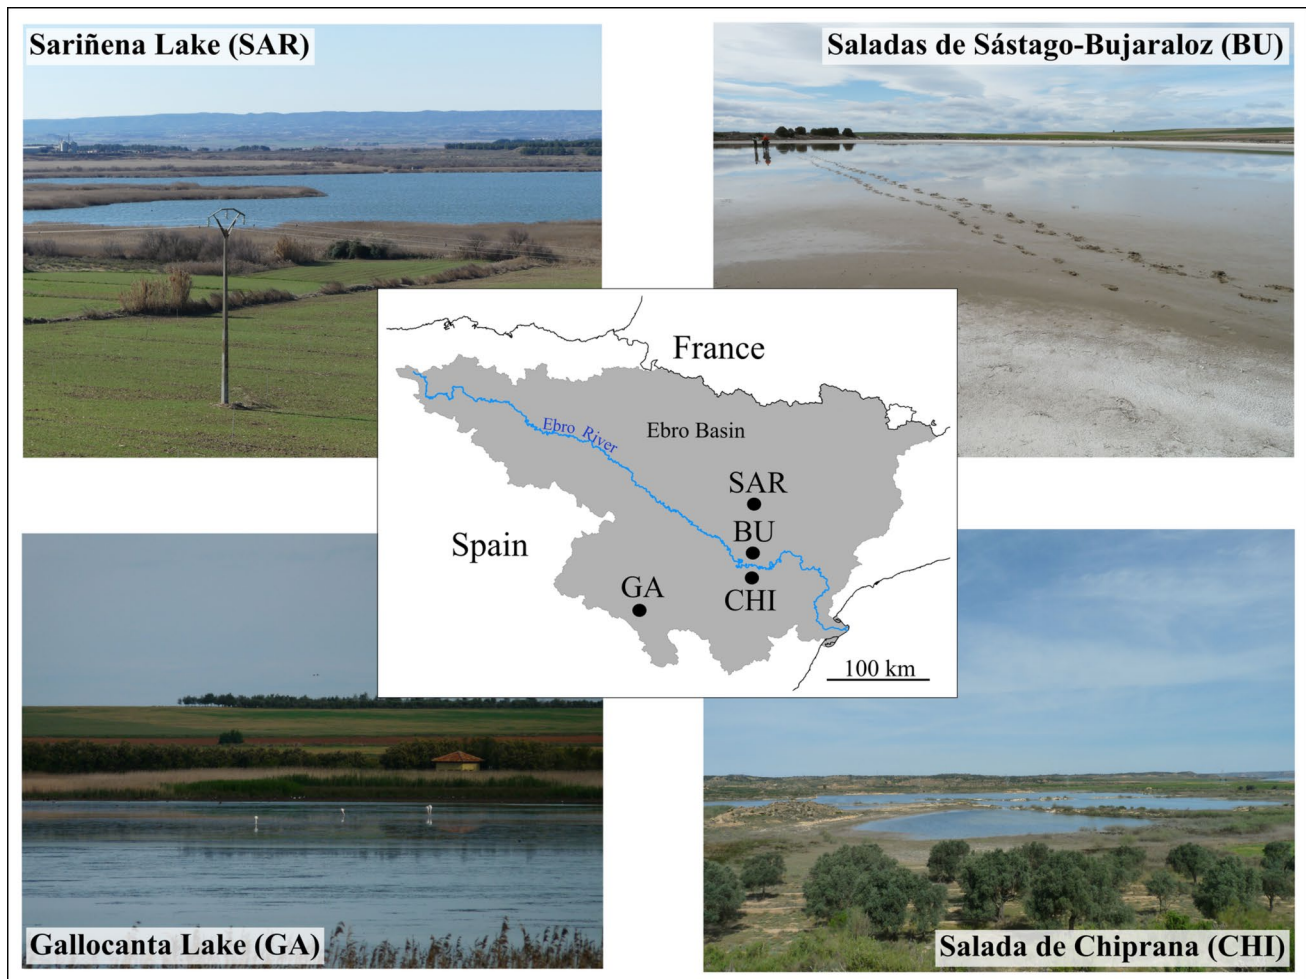 Sariñena Lake (SAR)
Saladas de Sástago-Bujaraloz (BU)
France
Ebro River
Ebro Basin
SAR
BU
Spain
GA
CHI
100 km
Gallocanta Lake (GA)
Salada de Chiprana (CHI)